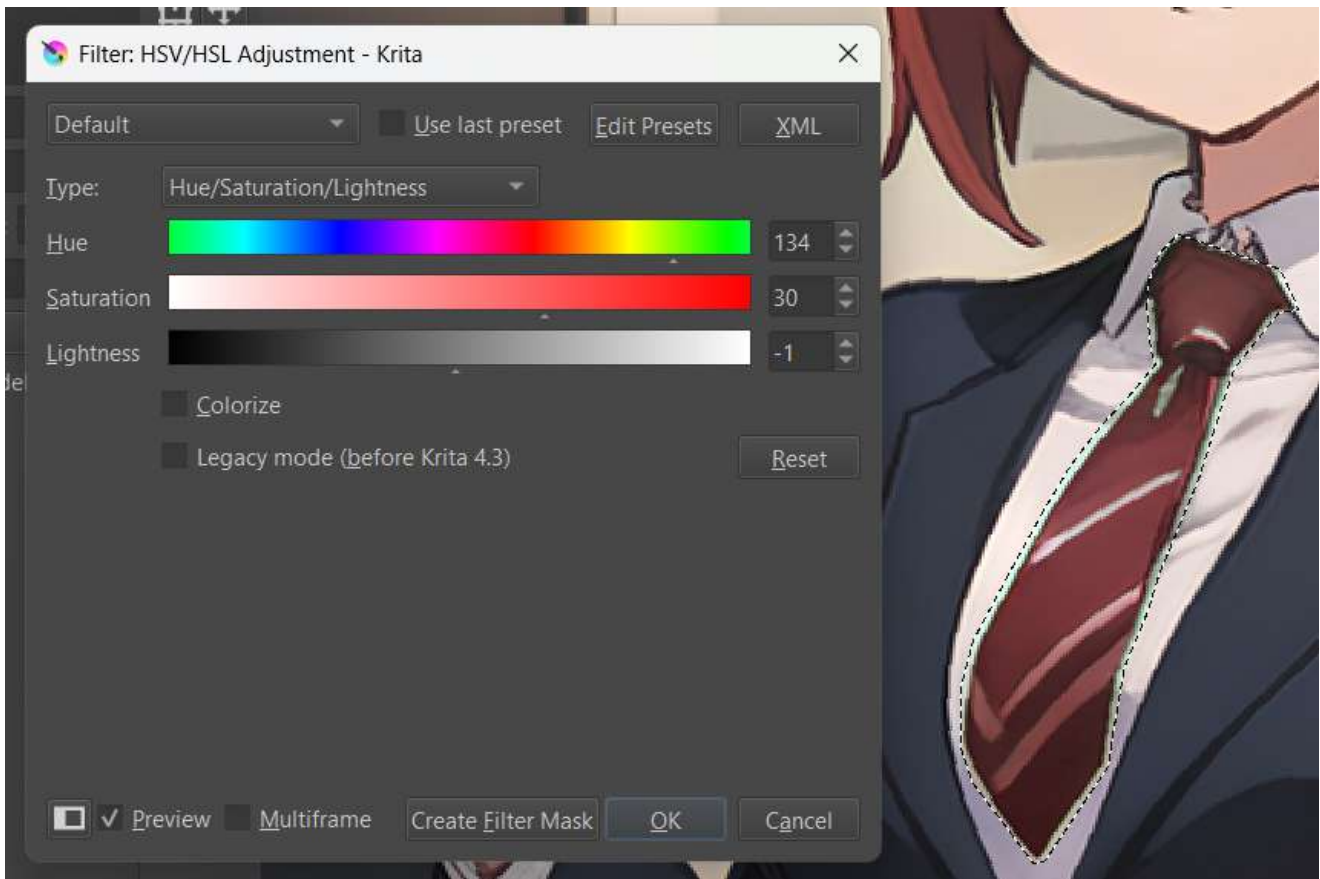 Filter: HSV/HSL Adjustment - Krita
Default Use last preset Edit Presets XML
Type: Hue/Saturation/Lightness
Hue 134
Saturation 30
Lightness -1
Colorize
Legacy mode (before Krita 4.3) Reset
Preview Multiframe Create Filter Mask OK Cancel